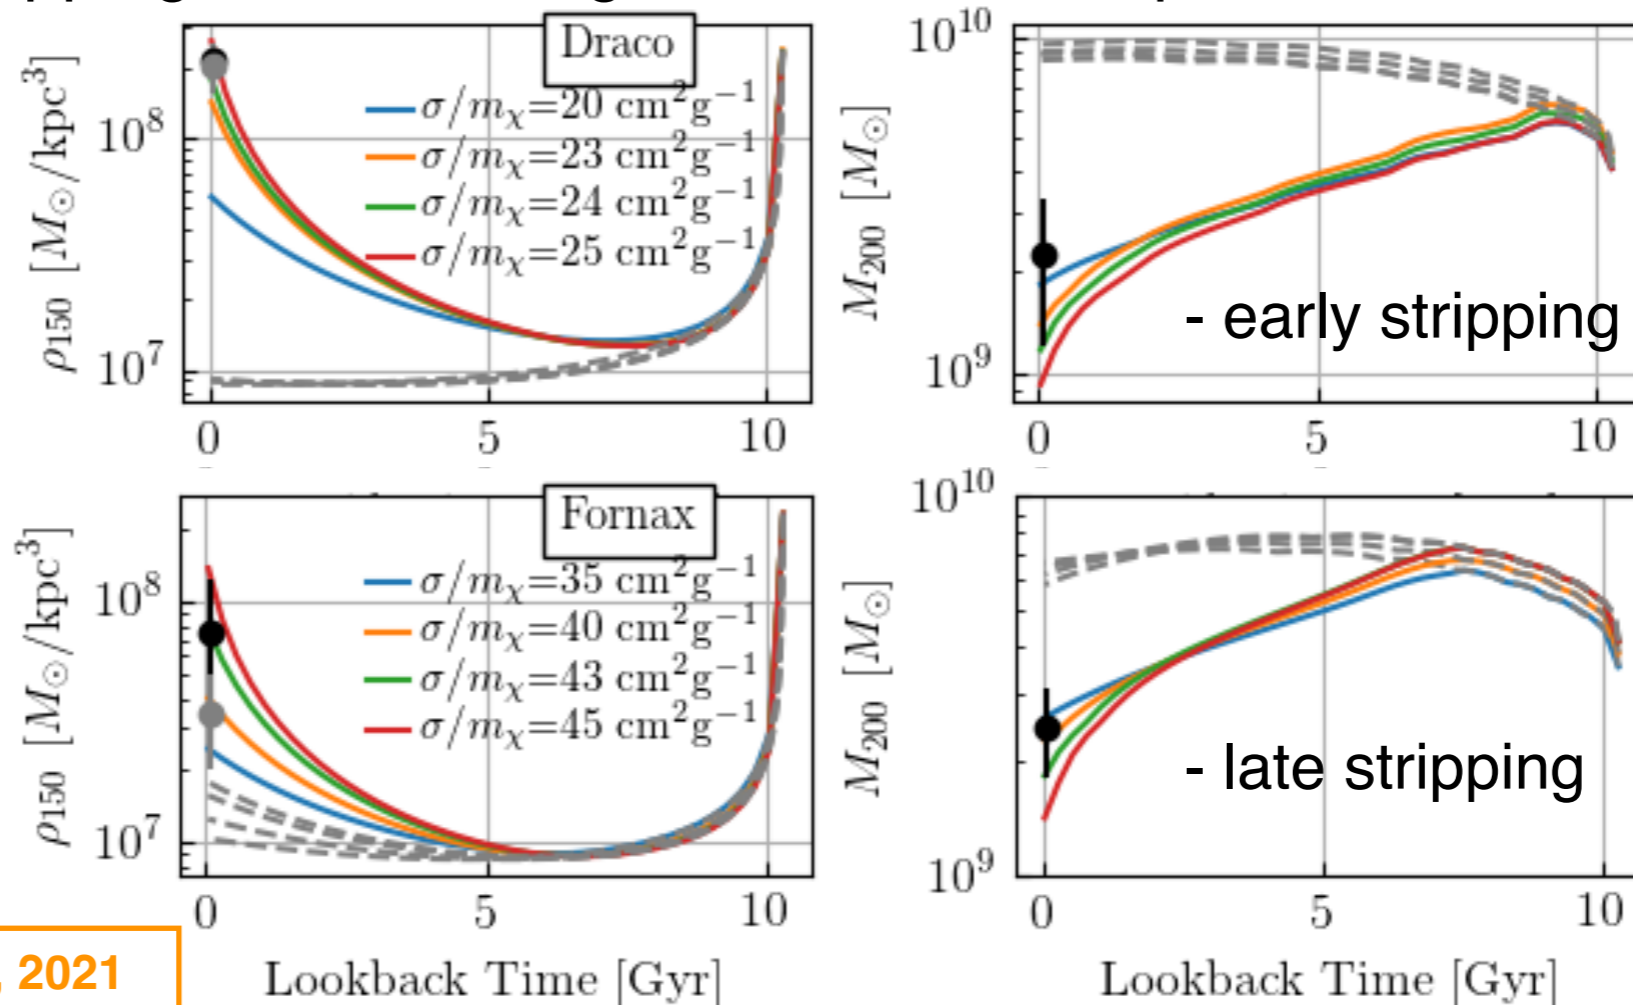 Draco
σ/mχ=20 cm²g⁻¹
σ/mχ=23 cm²g⁻¹
σ/mχ=24 cm²g⁻¹
σ/mχ=25 cm²g⁻¹
ρ150 [M⊙/kpc³]
10⁸
10⁷
0 5 10
M200 [M⊙]
10¹⁰
10⁹
- early stripping
0 5 10
Fornax
σ/mχ=35 cm²g⁻¹
σ/mχ=40 cm²g⁻¹
σ/mχ=43 cm²g⁻¹
σ/mχ=45 cm²g⁻¹
ρ150 [M⊙/kpc³]
10⁸
10⁷
0 5 10
Lookback Time [Gyr]
M200 [M⊙]
10¹⁰
10⁹
- late stripping
0 5 10
Lookback Time [Gyr]
, 2021